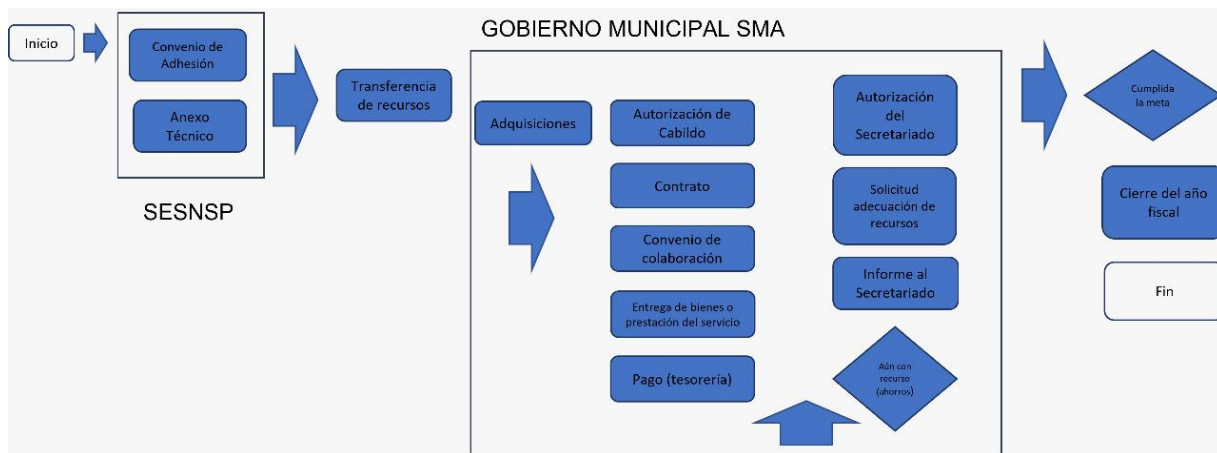 GOBIERNO MUNICIPAL SMA
Inicio
Convenio de
Adhesión
Anexo
Técnico
SESNSP
Transferencia
de recursos
Adquisiciones
Autorización de
Cabildo
Contrato
Convenio de
colaboración
Entrega de bienes o
prestación del servicio
Pago (tesorería)
Autorización
del
Secretariado
Solicitud
adecuación de
recursos
Informe al
Secretariado
Aún con
recurso
(ahorros)
Cumplida
la meta
Cierre del año
fiscal
Fin